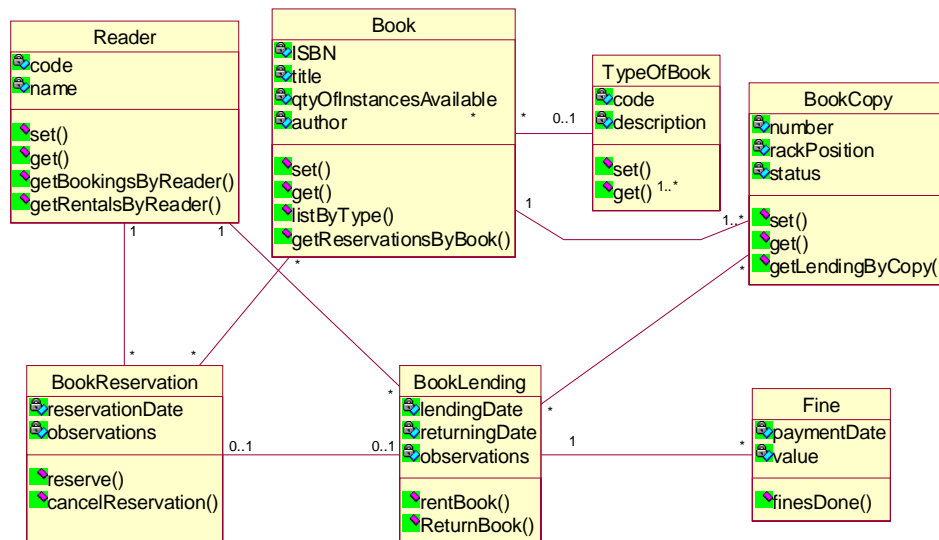 Reader
code
name
set()
get()
getBookingsByReader()
getRentalsByReader()
1
1
Book
ISBN
title
qtyOfInstancesAvailable
author
*
set()
get()
listByType()
getReservationsByBook()
*
0..1
1
*
TypeOfBook
code
description
set()
get()
1..*
BookCopy
number
rackPosition
status
set()
get()
getLendingByCopy(
1..*
*
*
*
BookReservation
reservationDate
observations
reserve()
cancelReservation()
0..1
0..1
*
BookLending
lendingDate
returningDate
observations
rentBook()
ReturnBook()
*
1
*
Fine
paymentDate
value
finesDone()